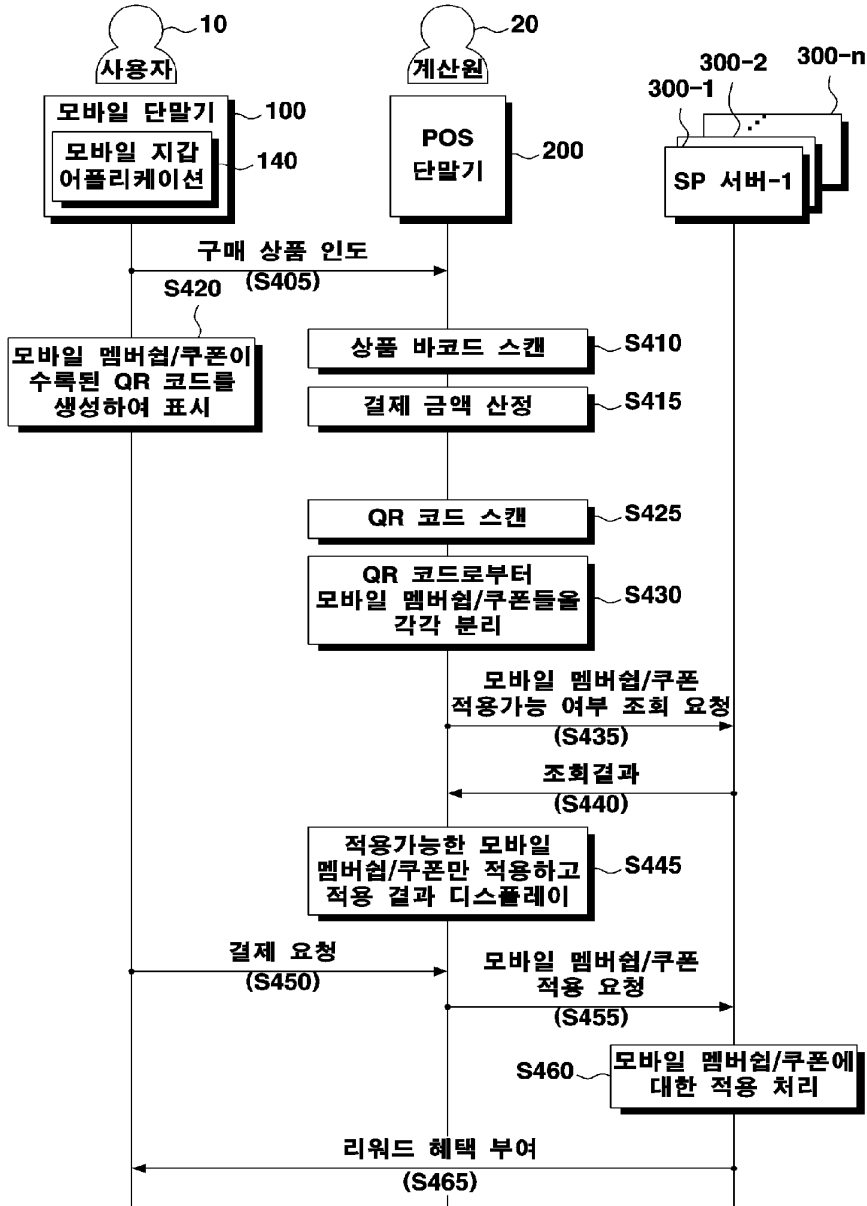 10
사용자
모바일 단말기
100
모바일 지갑
어플리케이션
140
20
계산원
POS
단말기
200
300-n
300-2
300-1
SP 서버-1
구매 상품 인도
(S405)
S420
모바일 멤버쉽/쿠폰이
수록된 QR 코드를
생성하여 표시
상품 바코드 스캔
S410
결제 금액 산정
S415
QR 코드 스캔
S425
QR 코드로부터
모바일 멤버쉽/쿠폰들을
각각 분리
S430
모바일 멤버쉽/쿠폰
적용가능 여부 조회 요청
(S435)
조회결과
(S440)
적용가능한 모바일
멤버쉽/쿠폰만 적용하고
적용 결과 디스플레이
S445
결제 요청
(S450)
모바일 멤버쉽/쿠폰
적용 요청
(S455)
S460
모바일 멤버쉽/쿠폰에
대한 적용 처리
리워드 혜택 부여
(S465)